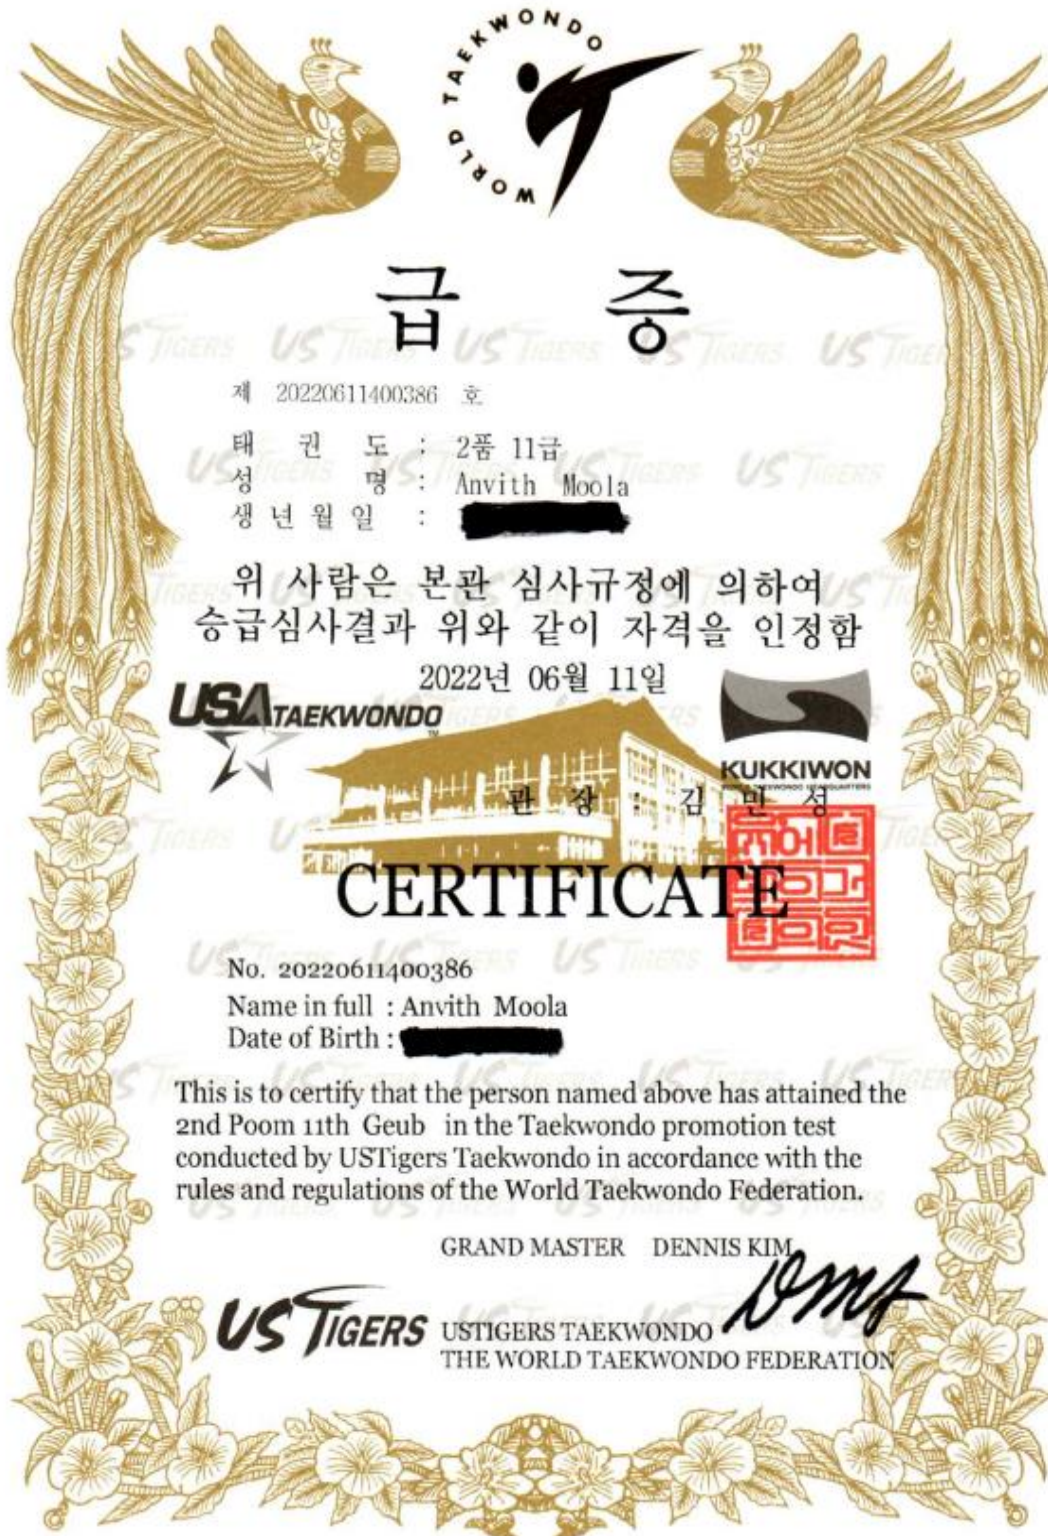 WORLD TAEKWONDO
급 증
제 20220611400386 호
태 권 도 : 2품 11급
성 명 : Anvith Moola
생 년 월 일 :
위 사람은 본관 심사규정에 의하여
승급심사결과 위와 같이 자격을 인정함
2022년 06월 11일
USA TAEKWONDO
TM
KUKKIWON
WORLD TAEKWONDO HEADQUARTERS
관 장 : 김 민 성
CERTIFICATE
No. 20220611400386
Name in full : Anvith Moola
Date of Birth :
This is to certify that the person named above has attained the
2nd Poom 11th Geub in the Taekwondo promotion test
conducted by USTigers Taekwondo in accordance with the
rules and regulations of the World Taekwondo Federation.
GRAND MASTER DENNIS KIM
US TIGERS
USTIGERS TAEKWONDO
THE WORLD TAEKWONDO FEDERATION